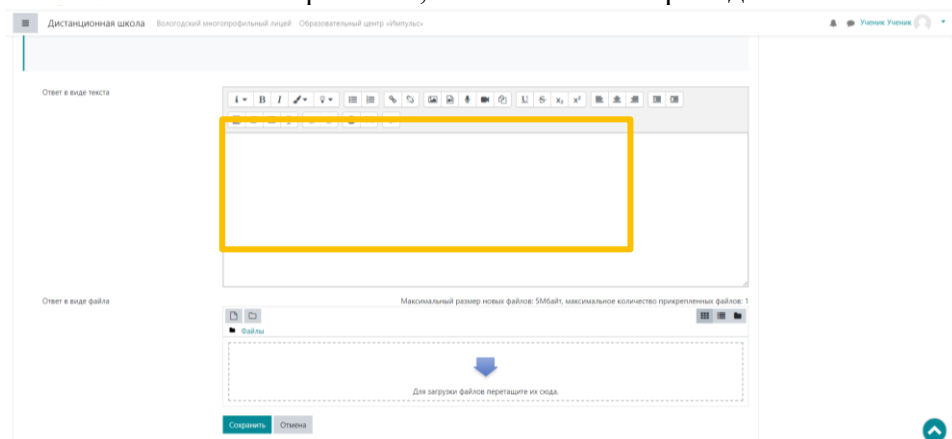 Дистанционная школа Вологодский многопрофильный лицей Образовательный центр «Импульс» Ученик Ученик
Ответ в виде текста
Ответ в виде файла Максимальный размер новых файлов: 5Мбайт, максимальное количество прикрепленных файлов: 1
Файлы
Для загрузки файлов перетащите их сюда.
Сохранить Отмена